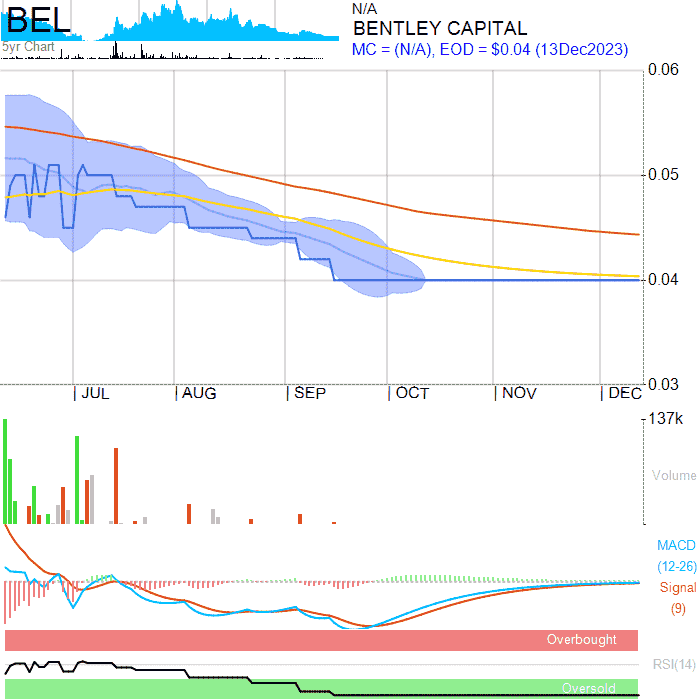 BEL
5yr Chart
N/A
BENTLEY CAPITAL
MC = (N/A), EOD = $0.04 (13Dec2023)
0.06
0.05
0.04
0.03
| JUL | AUG | SEP | OCT | NOV | DEC
137k
Volume
MACD
(12-26)
Signal
(9)
Overbought
RSI(14)
Oversold